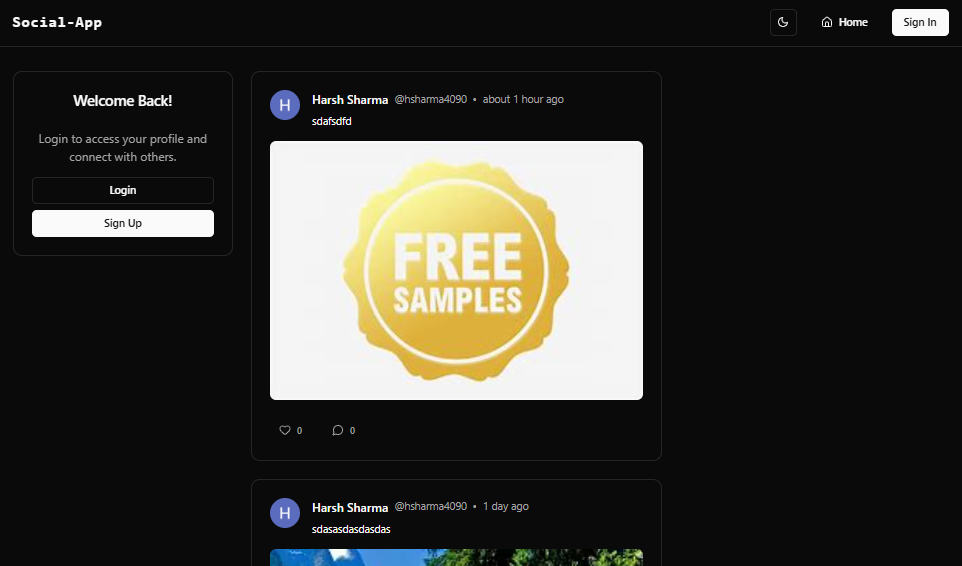 Social-App
Home
Sign In
Welcome Back!
Login to access your profile and
connect with others.
Login
Sign Up
H
Harsh Sharma @hsharma4090 • about 1 hour ago
sdafsdfd
FREE
SAMPLES
0
0
H
Harsh Sharma @hsharma4090 • 1 day ago
sdasasdasdasdas